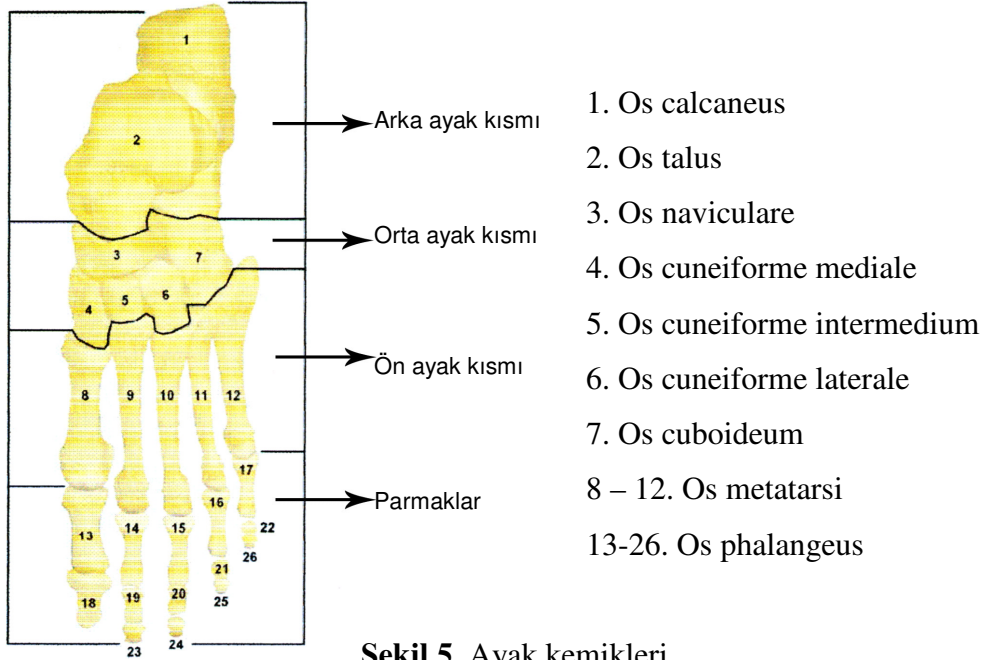 1
2
3
7
4
5
6
8
9
10
11
12
17
16
13
14
15
22
26
18
19
20
21
25
23
24
Arka ayak kısmı
Orta ayak kısmı
Ön ayak kısmı
Parmaklar
1. Os calcaneus
2. Os talus
3. Os naviculare
4. Os cuneiforme mediale
5. Os cuneiforme intermedium
6. Os cuneiforme laterale
7. Os cuboideum
8 – 12. Os metatarsi
13-26. Os phalangeus
Şekil 5. Ayak kemikleri